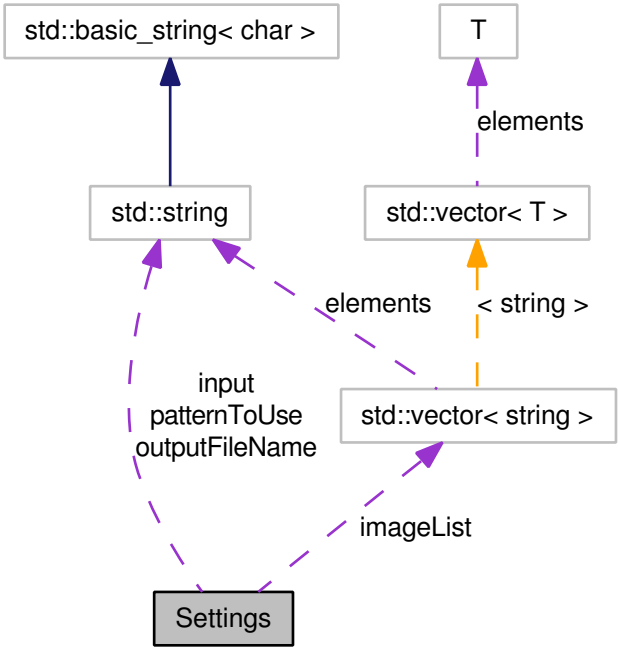 std::basic_string< char >
T
elements
std::string
std::vector< T >
elements
< string >
input
patternToUse
outputFileName
std::vector< string >
imageList
Settings